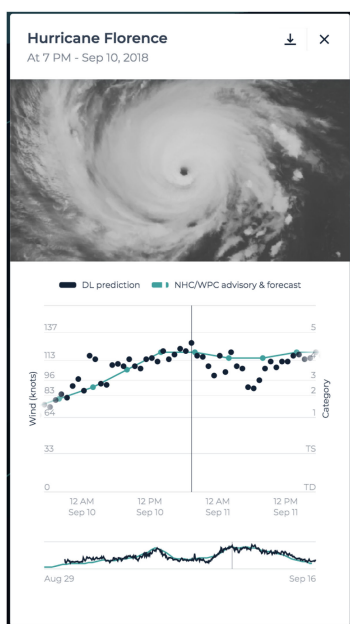 Hurricane Florence
At 7 PM - Sep 10, 2018
DL prediction NHC/WPC advisory & forecast
Wind (knots)
137
113
96
83
64
33
0
5
3
2
1
TS
TD
Category
12 AM 12 PM 12 AM 12 PM
Sep 10 Sep 10 Sep 11 Sep 11
Aug 29 Sep 16